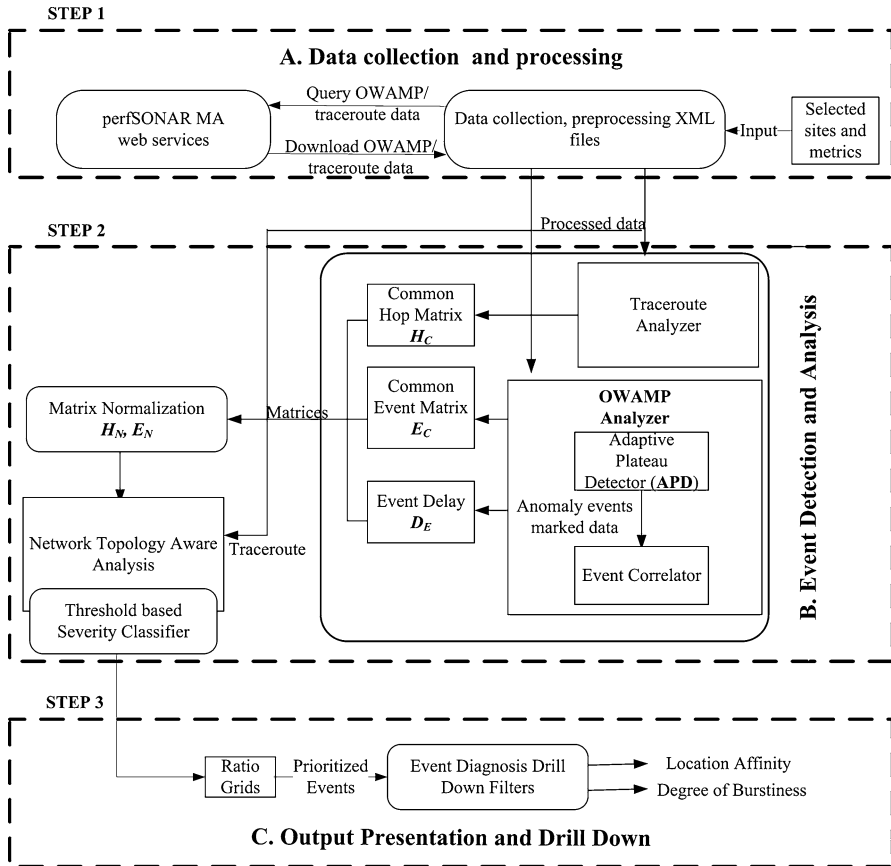 STEP 1
A. Data collection and processing
perfSONAR MA
web services
Query OWAMP/
traceroute data
Download OWAMP/
traceroute data
Data collection, preprocessing XML
files
Input
Selected
sites and
metrics
Processed data
STEP 2
B. Event Detection and Analysis
Common
Hop Matrix
H_C
Traceroute
Analyzer
Common
Event Matrix
E_C
OWAMP
Analyzer
Adaptive
Plateau
Detector (APD)
Matrices
Matrix Normalization
H_N, E_N
Event Delay
D_E
Anomaly events
marked data
Event Correlator
Traceroute
Network Topology Aware
Analysis
Threshold based
Severity Classifier
STEP 3
Ratio
Grids
Prioritized
Events
Event Diagnosis Drill
Down Filters
Location Affinity
Degree of Burstiness
C. Output Presentation and Drill Down